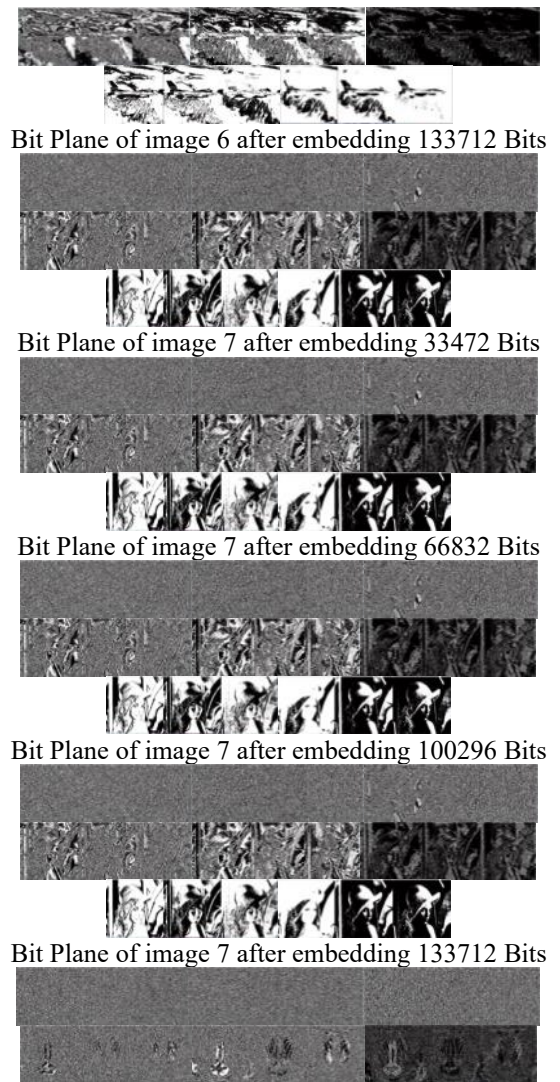 Bit Plane of image 6 after embedding 133712 Bits
Bit Plane of image 7 after embedding 33472 Bits
Bit Plane of image 7 after embedding 66832 Bits
Bit Plane of image 7 after embedding 100296 Bits
Bit Plane of image 7 after embedding 133712 Bits